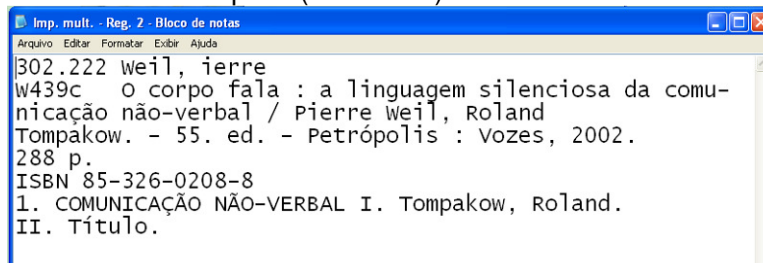 Imp. mult. - Reg. 2 - Bloco de notas
Arquivo Editar Formatar Exibir Ajuda
302.222 Weil, ierre
W439c O corpo fala : a linguagem silenciosa da comu-
nicação não-verbal / Pierre Weil, Roland
Tompakow. - 55. ed. - Petrópolis : Vozes, 2002.
288 p.
ISBN 85-326-0208-8
1. COMUNICAÇÃO NÃO-VERBAL I. Tompakow, Roland.
II. Título.